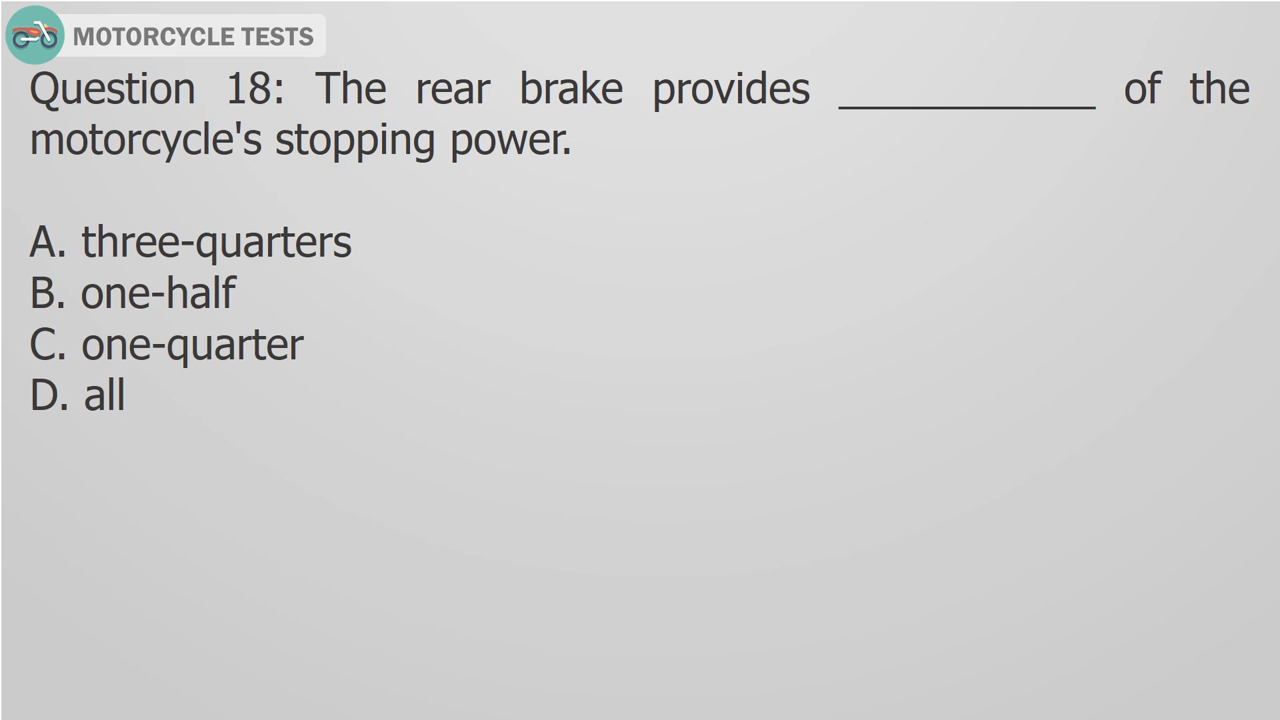 MOTORCYCLE TESTS
Question 18: The rear brake provides ____________ of the
motorcycle's stopping power.
A. three-quarters
B. one-half
C. one-quarter
D. all